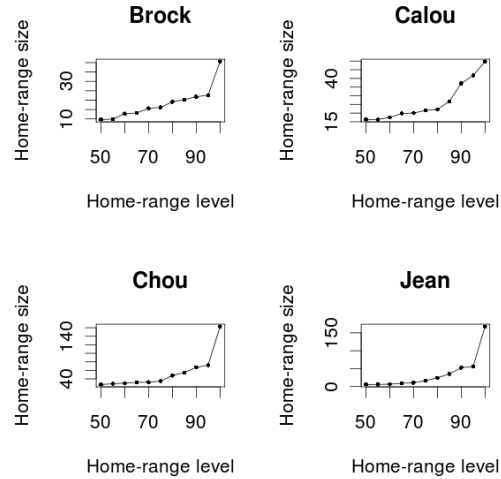 Brock
Home-range size
30
10
50 70 90
Home-range level
Calou
Home-range size
40
15
50 70 90
Home-range level
Chou
Home-range size
140
40
50 70 90
Home-range level
Jean
Home-range size
150
0
50 70 90
Home-range level